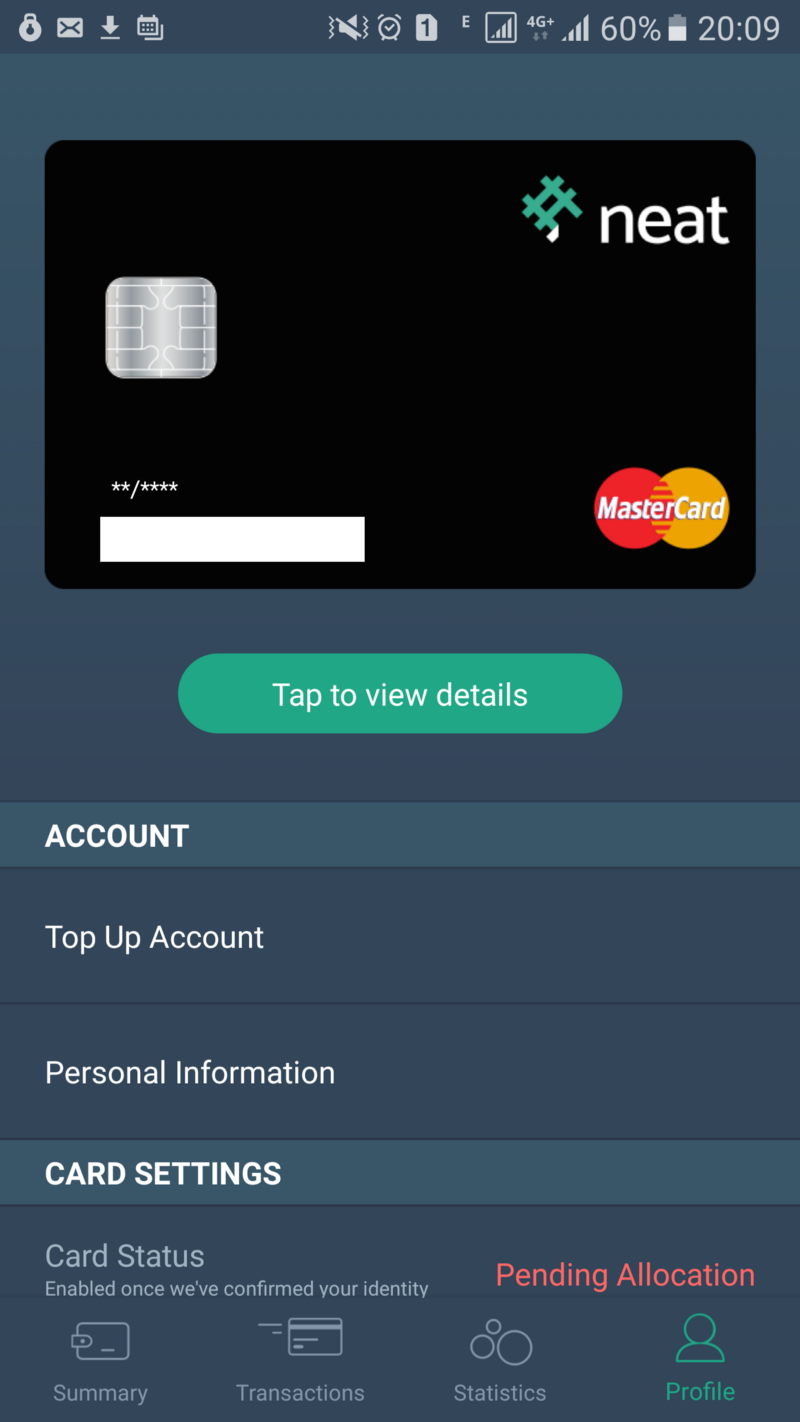 1 E 4G+ 60% 20:09
neat
**/****
MasterCard
Tap to view details
ACCOUNT
Top Up Account
Personal Information
CARD SETTINGS
Card Status
Enabled once we've confirmed your identity
Pending Allocation
Summary Transactions Statistics Profile